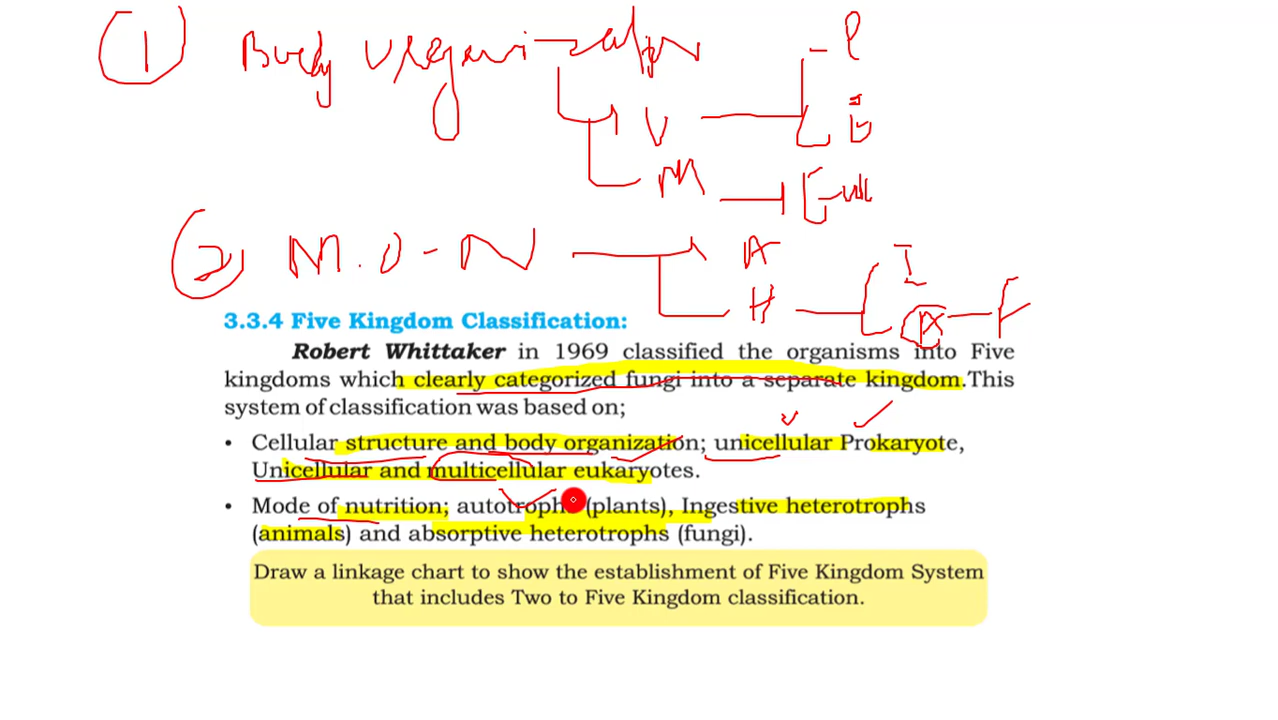 1 Body organization
- P
V
E
M
Euk
2 M.O-N
A
I
H
A
F
3.3.4 Five Kingdom Classification:
Robert Whittaker in 1969 classified the organisms into Five
kingdoms which clearly categorized fungi into a separate kingdom.This
system of classification was based on;
• Cellular structure and body organization; unicellular Prokaryote,
Unicellular and multicellular eukaryotes.
• Mode of nutrition; autotrophs (plants), Ingestive heterotrophs
(animals) and absorptive heterotrophs (fungi).
Draw a linkage chart to show the establishment of Five Kingdom System
that includes Two to Five Kingdom classification.